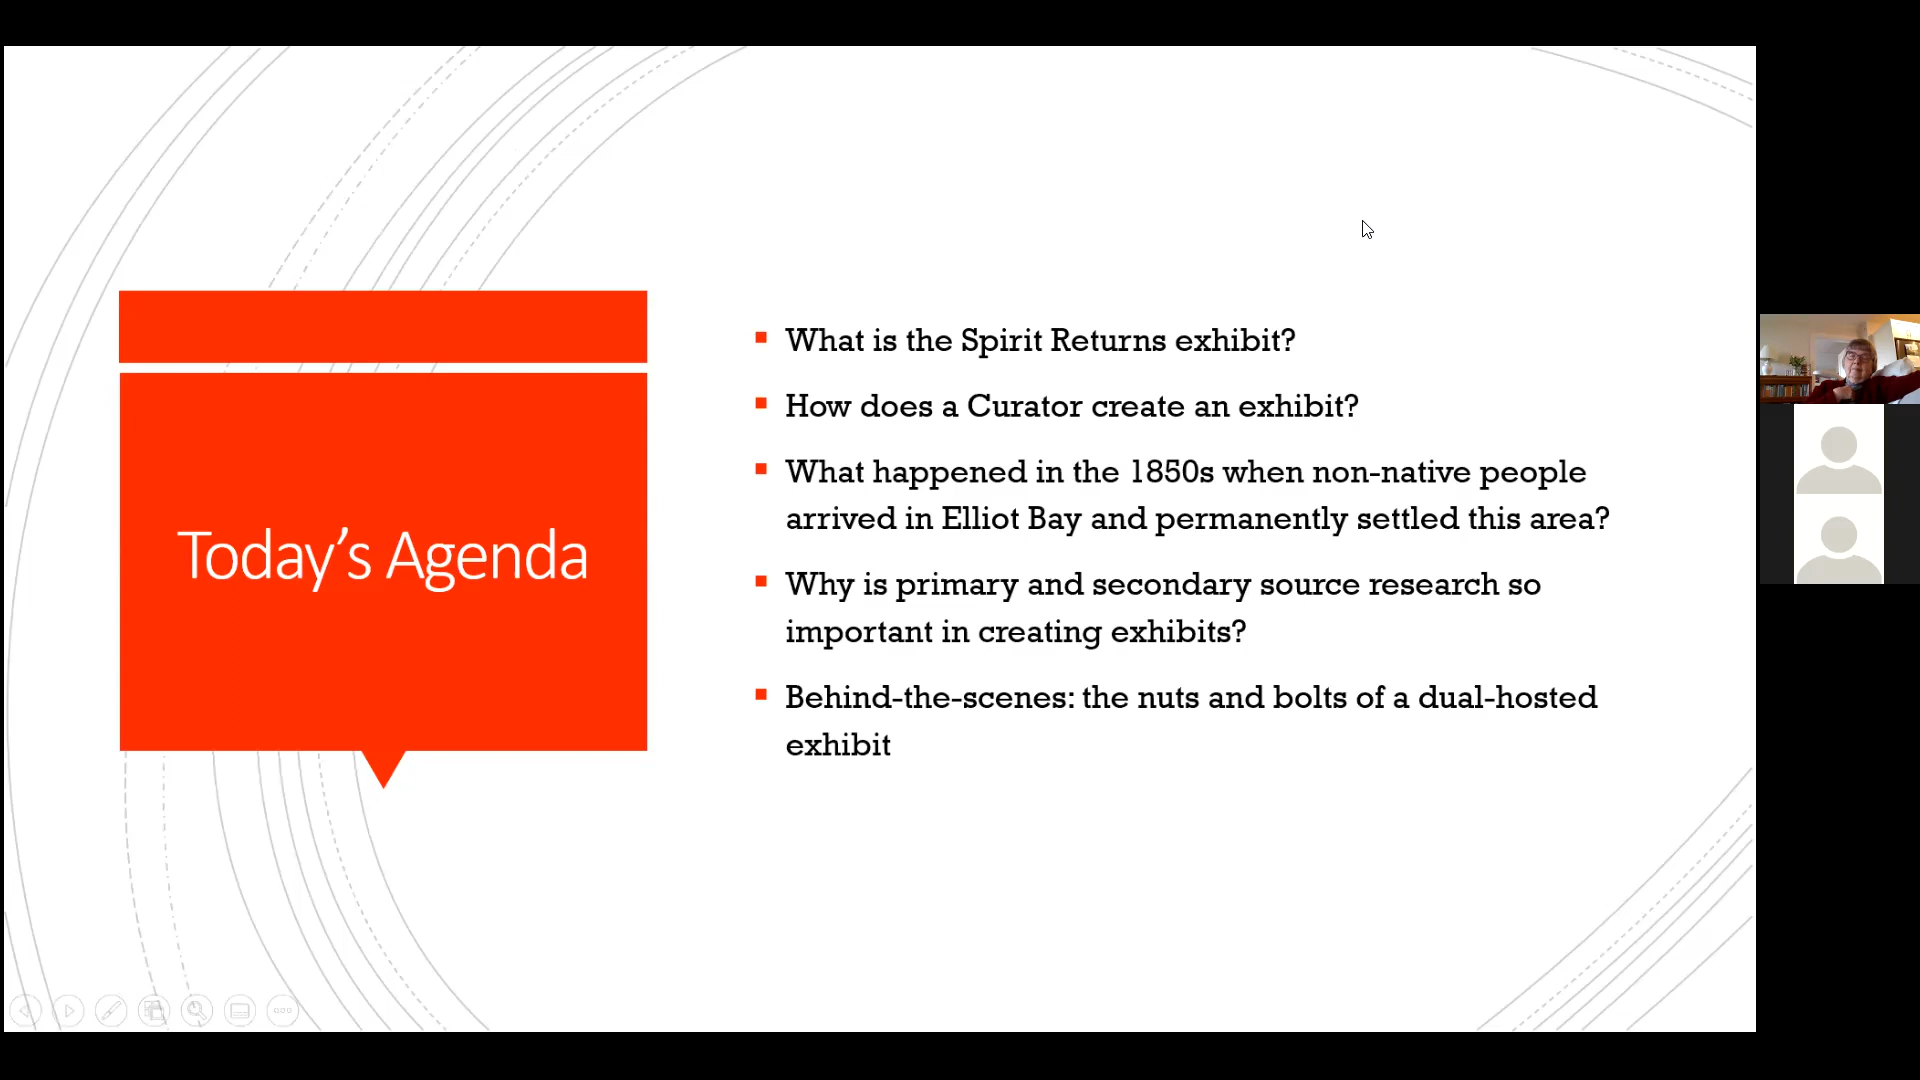 Today's Agenda
What is the Spirit Returns exhibit?
How does a Curator create an exhibit?
What happened in the 1850s when non-native people
arrived in Elliot Bay and permanently settled this area?
Why is primary and secondary source research so
important in creating exhibits?
Behind-the-scenes: the nuts and bolts of a dual-hosted
exhibit